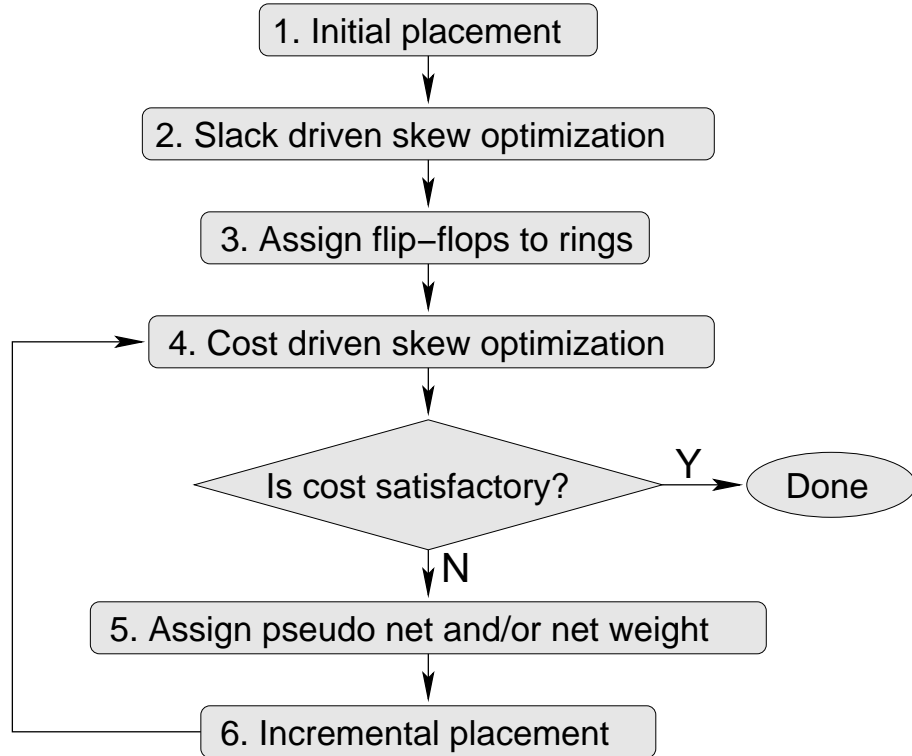 1. Initial placement
2. Slack driven skew optimization
3. Assign flip−flops to rings
4. Cost driven skew optimization
Is cost satisfactory?
Y
Done
N
5. Assign pseudo net and/or net weight
6. Incremental placement